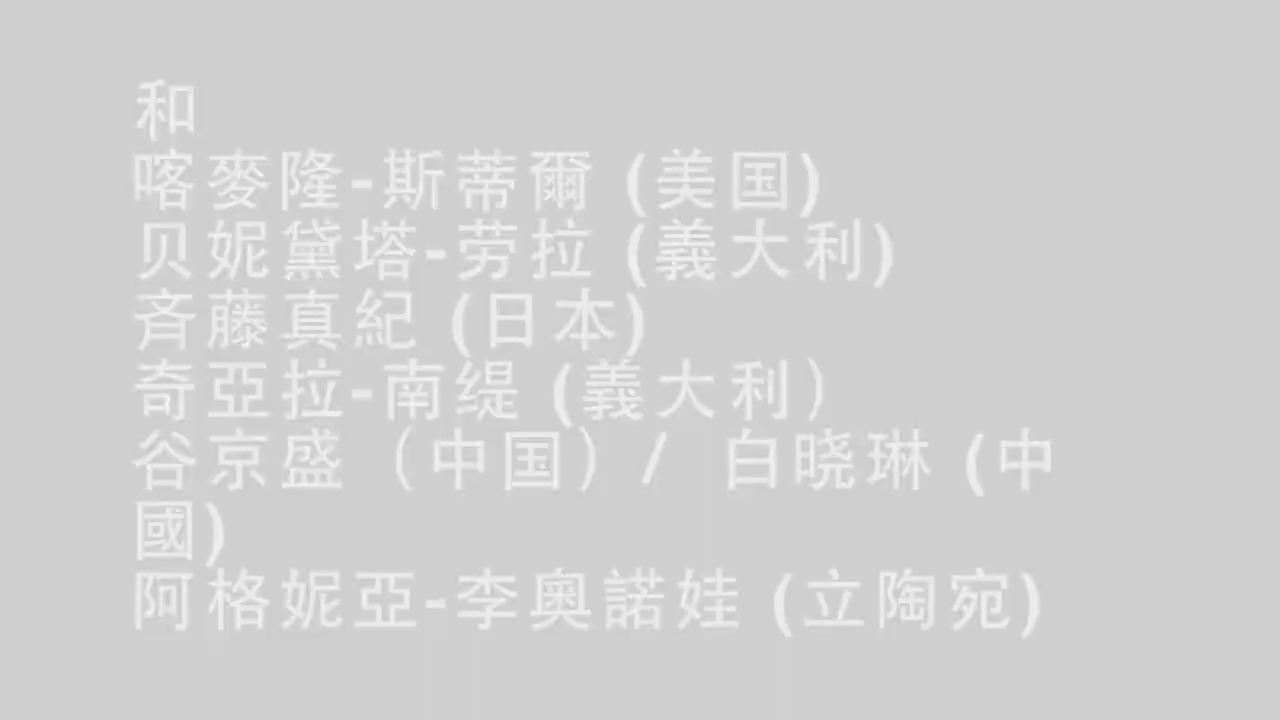 和
喀麥隆-斯蒂爾 (美国)
贝妮黛塔-劳拉 (義大利)
斉藤真紀 (日本)
奇亞拉-南缇 (義大利）
谷京盛 （中国）/ 白晓琳 (中
國)
阿格妮亞-李奧諾娃 (立陶宛)